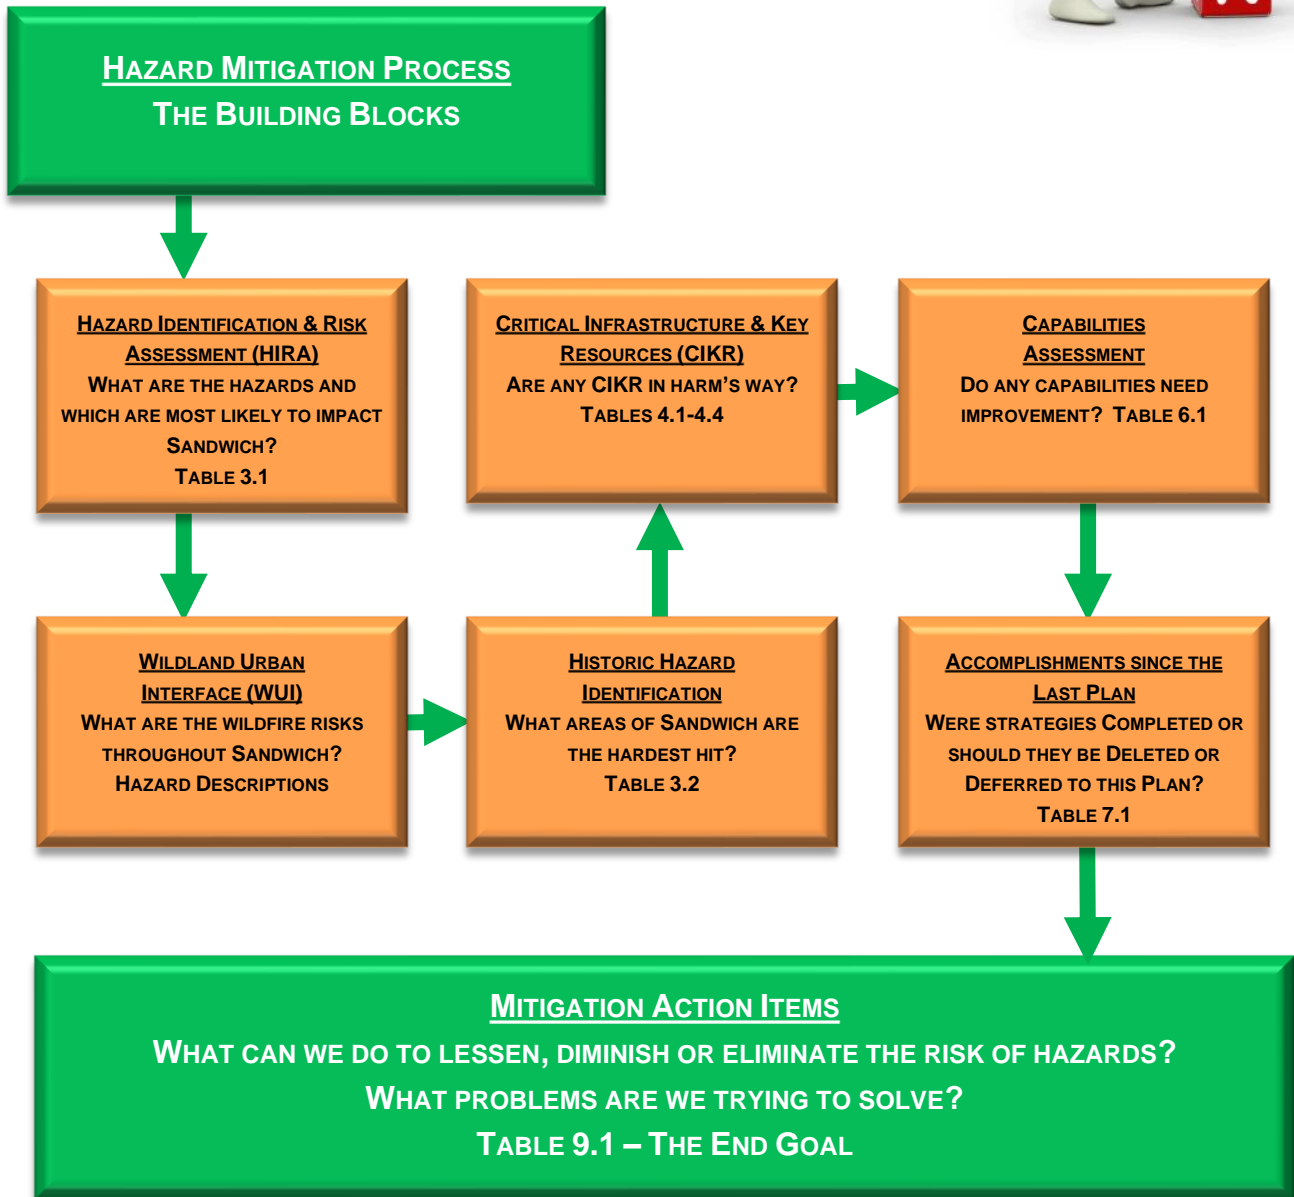 HAZARD MITIGATION PROCESS
THE BUILDING BLOCKS
HAZARD IDENTIFICATION & RISK
ASSESSMENT (HIRA)
WHAT ARE THE HAZARDS AND
WHICH ARE MOST LIKELY TO IMPACT
SANDWICH?
TABLE 3.1
WILDLAND URBAN
INTERFACE (WUI)
WHAT ARE THE WILDFIRE RISKS
THROUGHOUT SANDWICH?
HAZARD DESCRIPTIONS
HISTORIC HAZARD
IDENTIFICATION
WHAT AREAS OF SANDWICH ARE
THE HARDEST HIT?
TABLE 3.2
CRITICAL INFRASTRUCTURE & KEY
RESOURCES (CIKR)
ARE ANY CIKR IN HARM'S WAY?
TABLES 4.1-4.4
CAPABILITIES
ASSESSMENT
DO ANY CAPABILITIES NEED
IMPROVEMENT? TABLE 6.1
ACCOMPLISHMENTS SINCE THE
LAST PLAN
WERE STRATEGIES COMPLETED OR
SHOULD THEY BE DELETED OR
DEFERRED TO THIS PLAN?
TABLE 7.1
MITIGATION ACTION ITEMS
WHAT CAN WE DO TO LESSEN, DIMINISH OR ELIMINATE THE RISK OF HAZARDS?
WHAT PROBLEMS ARE WE TRYING TO SOLVE?
TABLE 9.1 – THE END GOAL